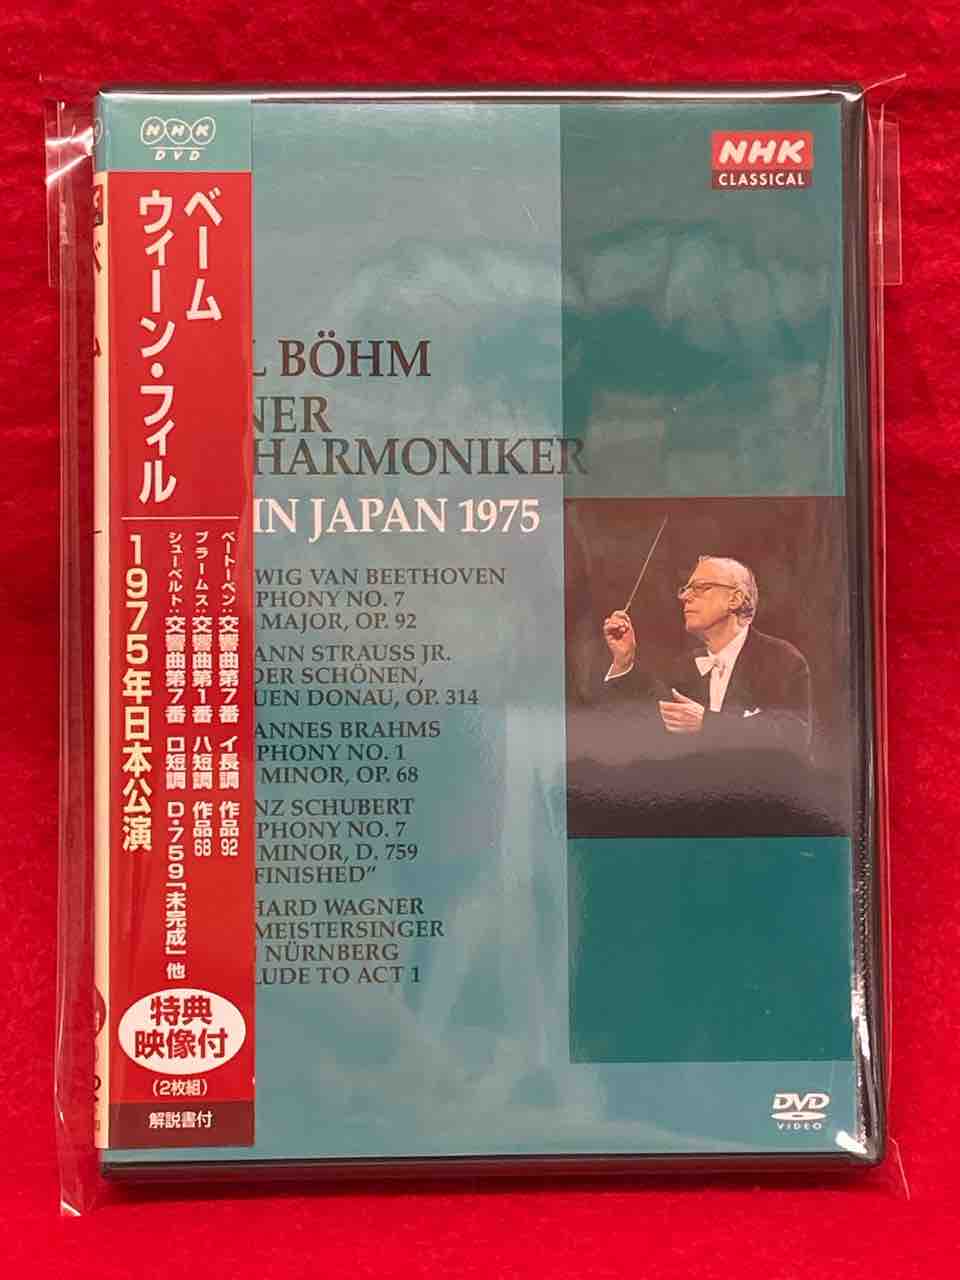 NHK
DVD
ベーム
ウィーン・フィル
ベートーベン:交響曲第7番 イ長調 作品92
ブラームス:交響曲第1番 ハ短調 作品68
シューベルト:交響曲第7番 ロ短調 D・759「未完成」 他
1975年日本公演
特典
映像付
(2枚組)
解説書付
NHK
CLASSICAL
L BÖHM
NER
HARMONIKER
IN JAPAN 1975
WIG VAN BEETHOVEN
PHONY NO. 7
MAJOR, OP. 92
ANN STRAUSS JR.
DER SCHÖNEN,
UEN DONAU, OP. 314
ANNES BRAHMS
PHONY NO. 1
MINOR, OP. 68
NZ SCHUBERT
PHONY NO. 7
MINOR, D. 759
FINISHED”
HARD WAGNER
MEISTERSINGER
NÜRNBERG
LUDE TO ACT 1
DVD
VIDEO